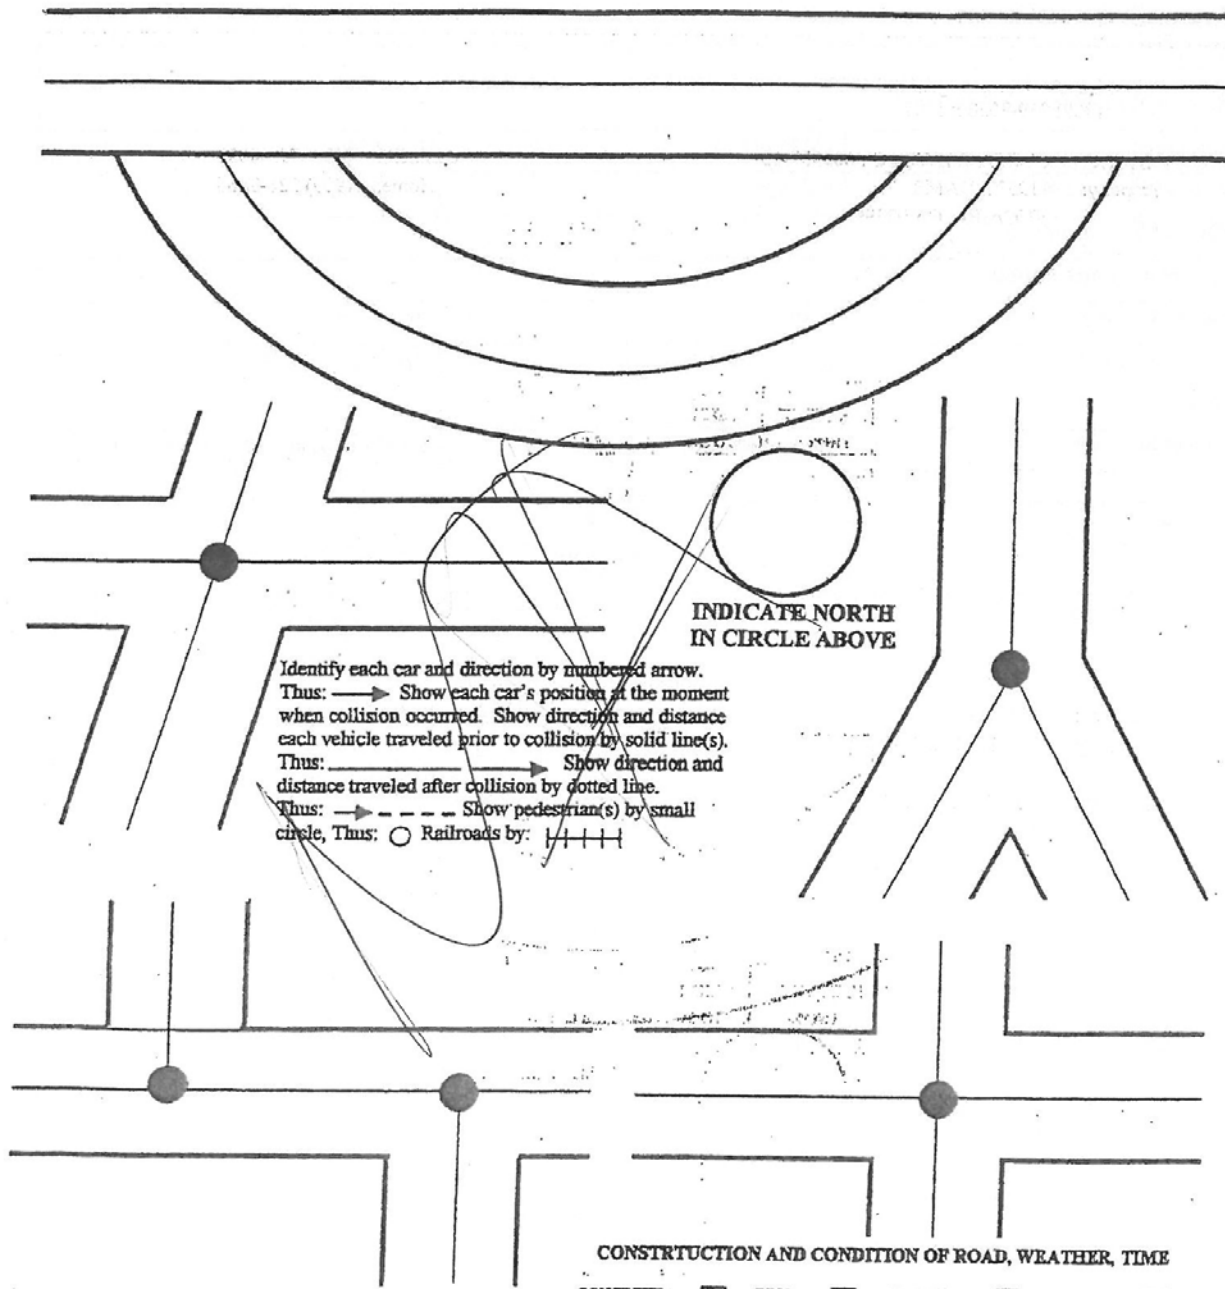 INDICATE NORTH
IN CIRCLE ABOVE
Identify each car and direction by numbered arrow.
Thus: Show each car's position at the moment
when collision occurred. Show direction and distance
each vehicle traveled prior to collision by solid line(s).
Thus: Show direction and
distance traveled after collision by dotted line.
Thus: Show pedestrian(s) by small
circle, Thus: Railroads by:
CONSTRTUCTION AND CONDITION OF ROAD, WEATHER, TIME